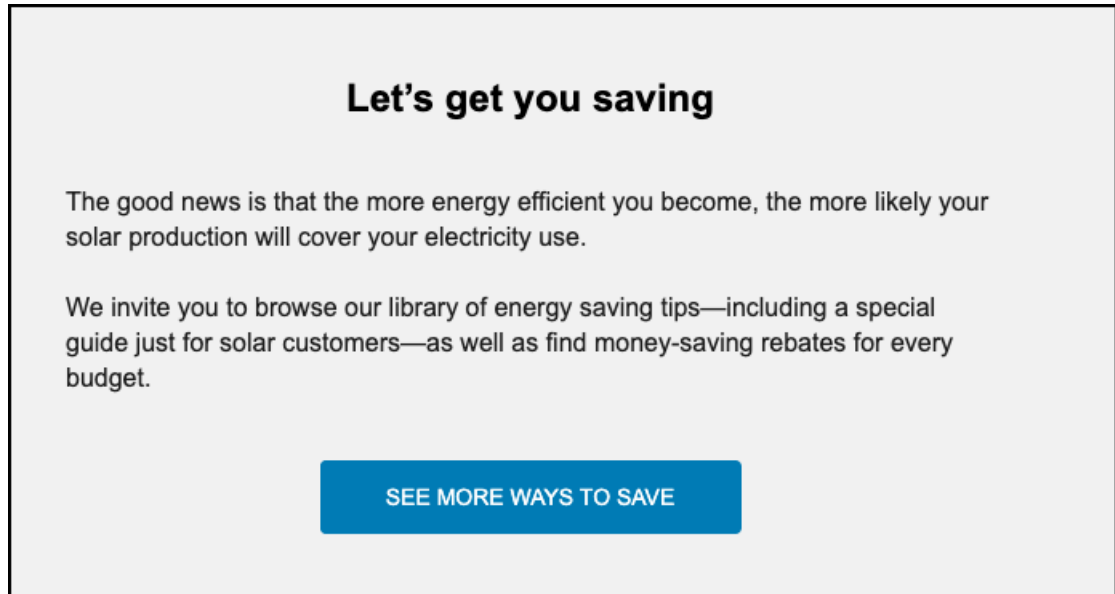 Let’s get you saving
The good news is that the more energy efficient you become, the more likely your
solar production will cover your electricity use.
We invite you to browse our library of energy saving tips—including a special
guide just for solar customers—as well as find money-saving rebates for every
budget.
SEE MORE WAYS TO SAVE